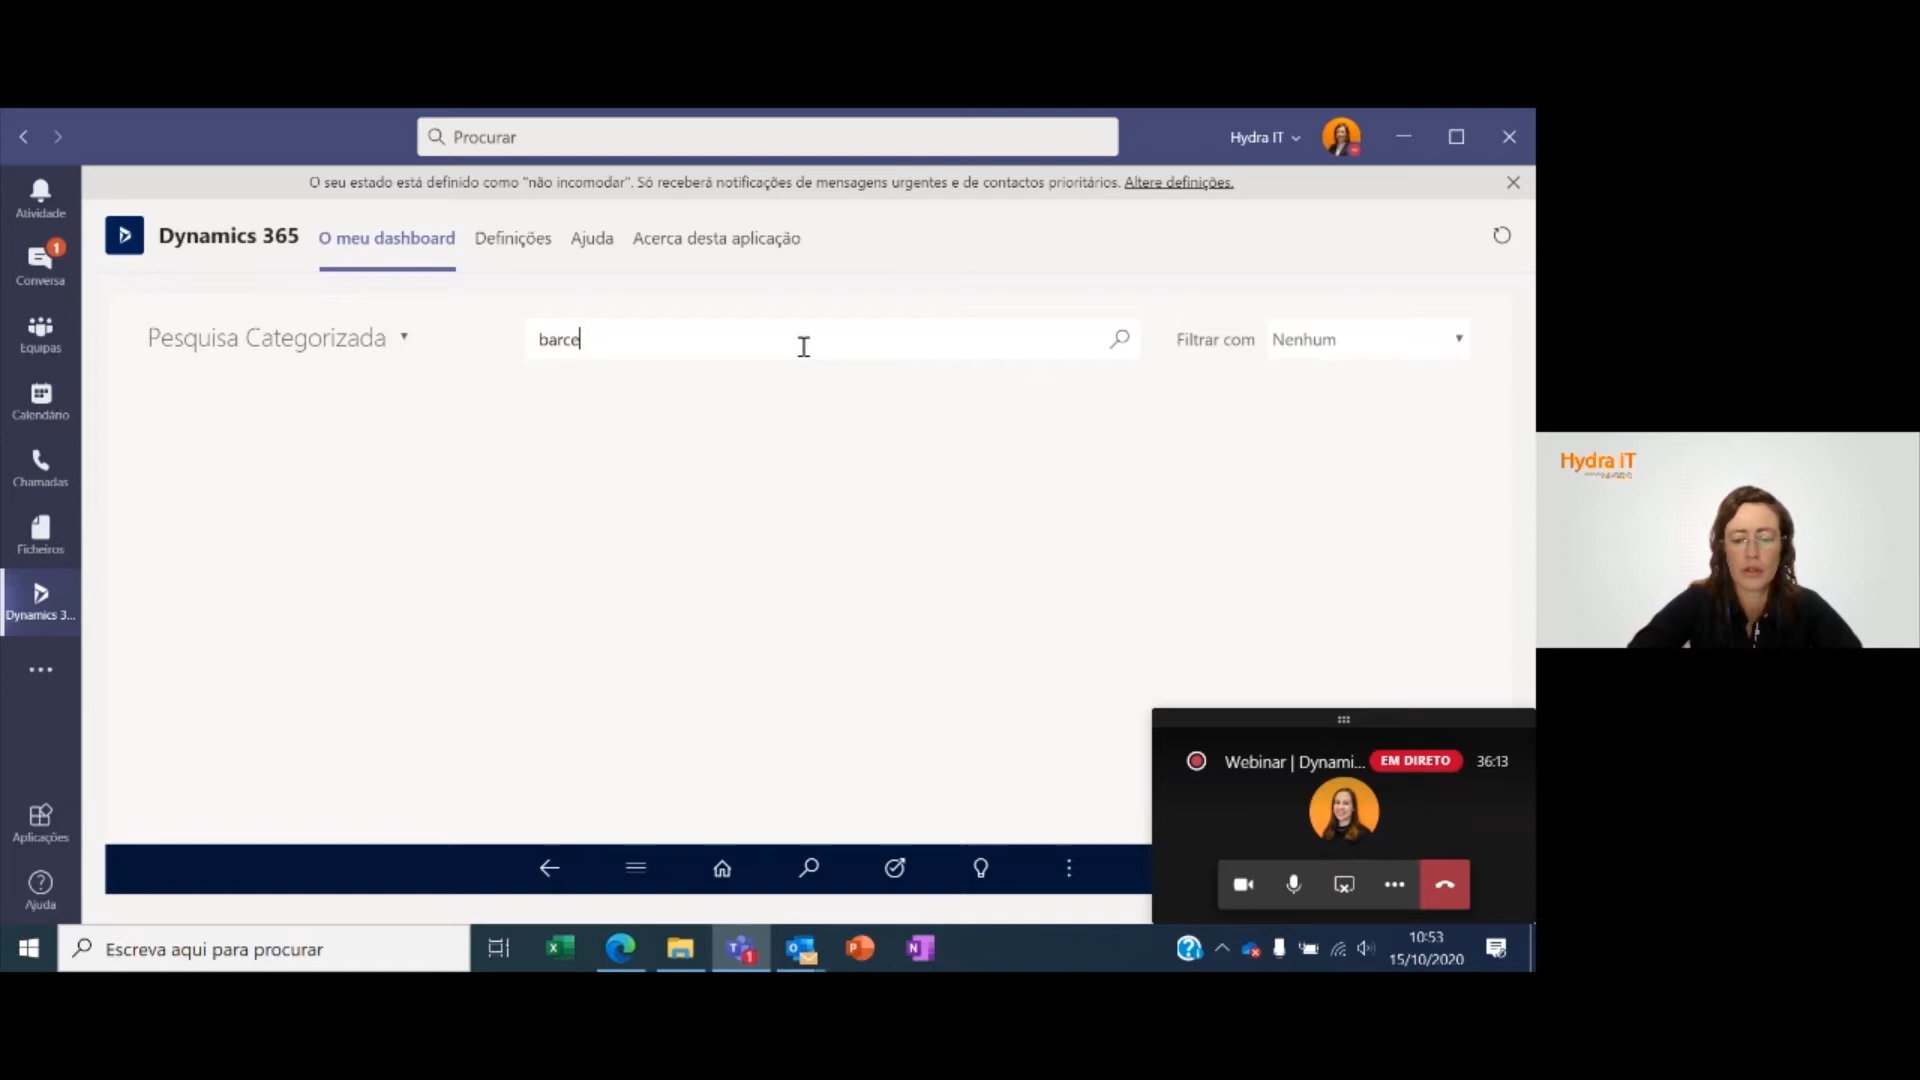 Procurar
Hydra IT
O seu estado está definido como "não incomodar". Só receberá notificações de mensagens urgentes e de contactos prioritários. Altere definições.
Atividade
1
Conversa
Equipas
Calendário
Chamadas
Ficheiros
Dynamics 3...
Aplicações
Ajuda
Dynamics 365
O meu dashboard
Definições
Ajuda
Acerca desta aplicação
Pesquisa Categorizada
barce
Filtrar com
Nenhum
Hydra iT
Webinar | Dynami...
EM DIRETO
36:13
Escreva aqui para procurar
1
10:53
15/10/2020